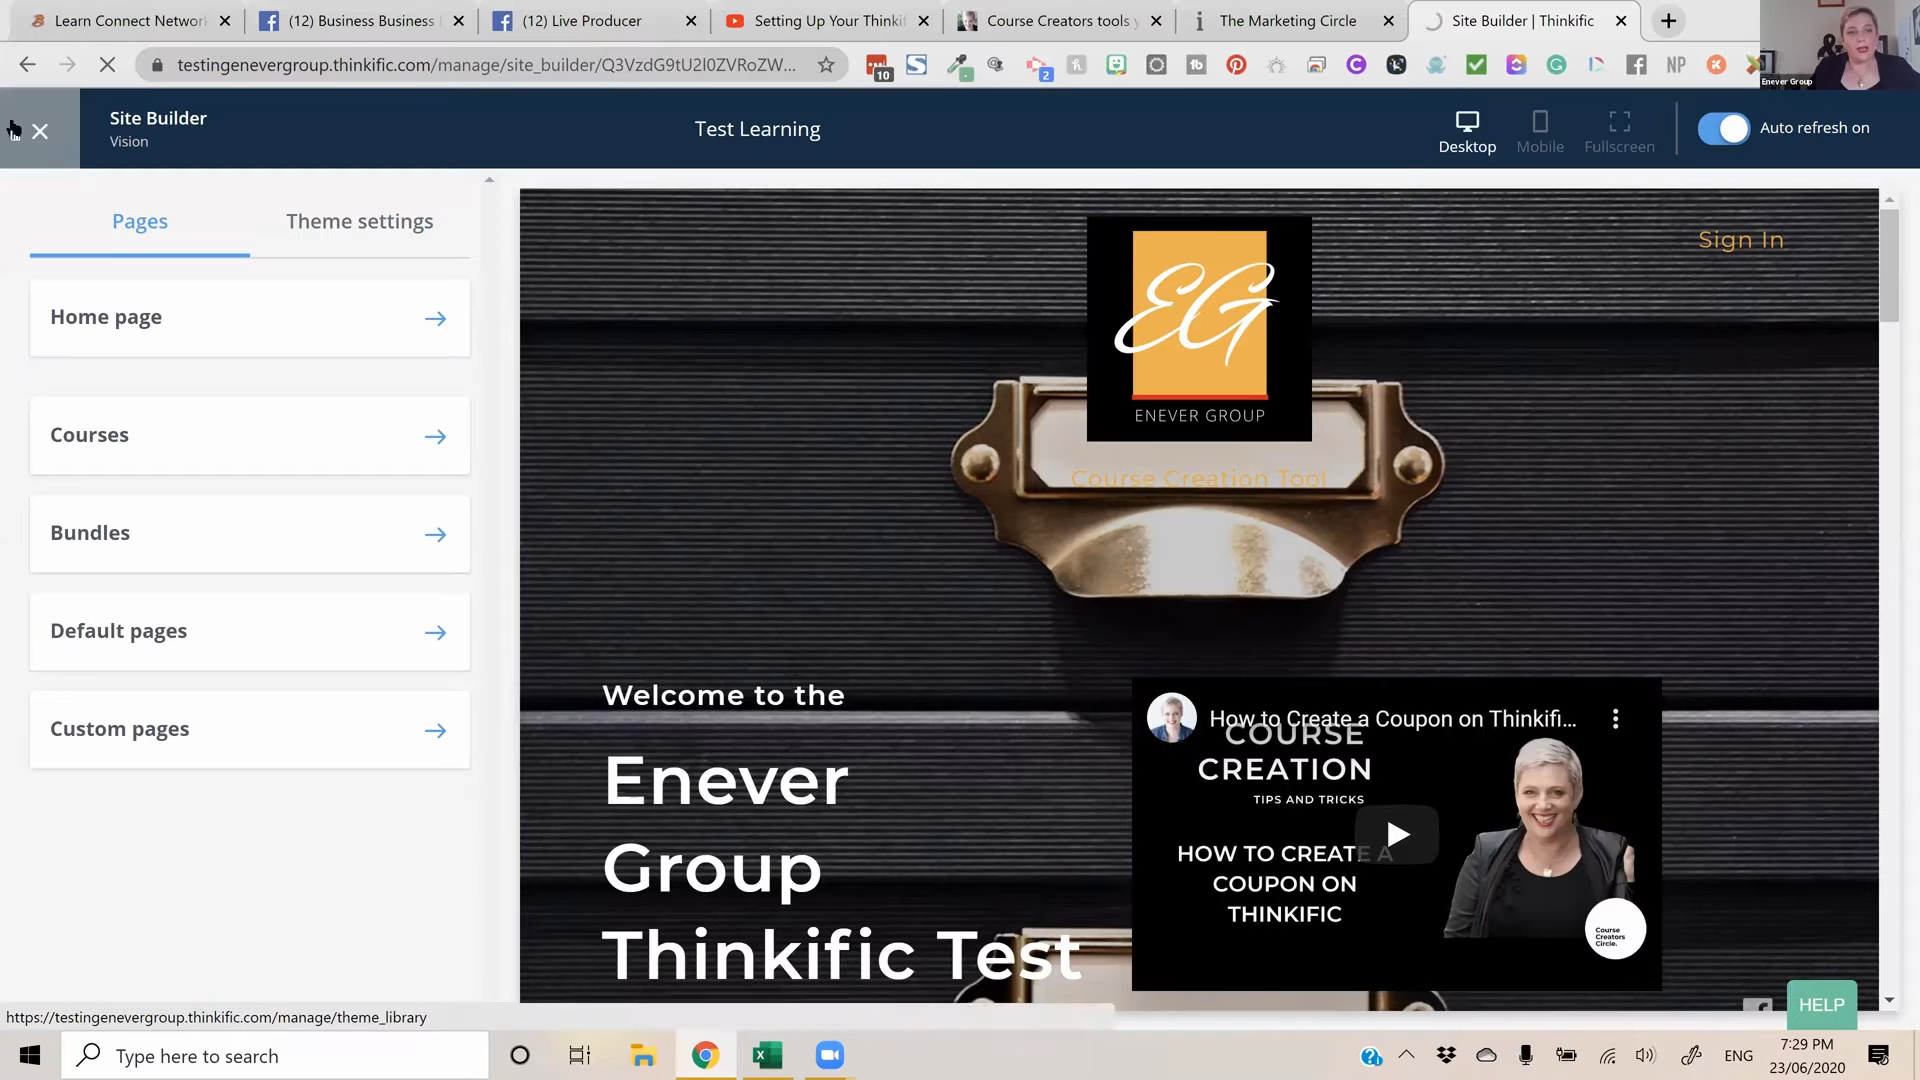 Learn Connect Network
(12) Business Business
(12) Live Producer
Setting Up Your Thinkifi
Course Creators tools y
The Marketing Circle
Site Builder | Thinkific
testingenevergroup.thinkific.com/manage/site_builder/Q3VzdG9tU2l0ZVRoZW...
10
2
NP
Enever Group
Site Builder
Vision
Test Learning
Desktop
Mobile
Fullscreen
Auto refresh on
Pages
Theme settings
Home page
Courses
Bundles
Default pages
Custom pages
Sign In
EG
ENEVER GROUP
Course Creation Tool
Welcome to the
Enever
Group
Thinkific Test
How to Create a Coupon on Thinkifi...
COURSE
CREATION
TIPS AND TRICKS
HOW TO CREATE A
COUPON ON
THINKIFIC
Course
Creators
Circle.
HELP
https://testingenevergroup.thinkific.com/manage/theme_library
Type here to search
ENG
7:29 PM
23/06/2020